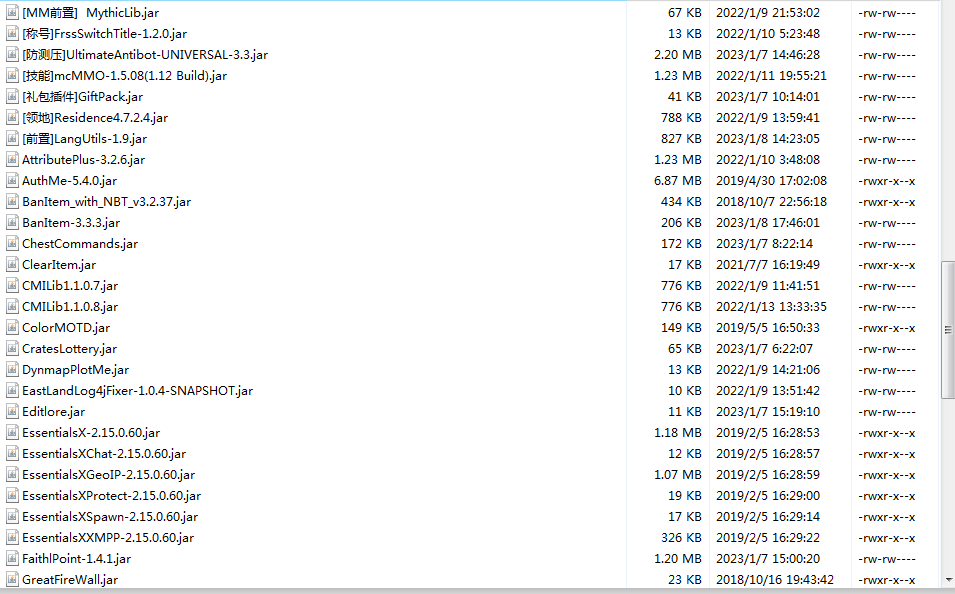 [MM前置] MythicLib.jar 67 KB 2022/1/9 21:53:02 -rw-rw----
[称号]FrssSwitchTitle-1.2.0.jar 13 KB 2022/1/10 5:23:48 -rw-rw----
[防测压]UltimateAntibot-UNIVERSAL-3.3.jar 2.20 MB 2023/1/7 14:46:28 -rw-rw----
[技能]mcMMO-1.5.08(1.12 Build).jar 1.23 MB 2022/1/11 19:55:21 -rw-rw----
[礼包插件]GiftPack.jar 41 KB 2023/1/7 10:14:01 -rw-rw----
[领地]Residence4.7.2.4.jar 788 KB 2022/1/9 13:59:41 -rw-rw----
[前置]LangUtils-1.9.jar 827 KB 2023/1/8 14:23:05 -rw-rw----
AttributePlus-3.2.6.jar 1.23 MB 2022/1/10 3:48:08 -rw-rw----
AuthMe-5.4.0.jar 6.87 MB 2019/4/30 17:02:08 -rwxr-x--x
BanItem_with_NBT_v3.2.37.jar 434 KB 2018/10/7 22:56:18 -rwxr-x--x
BanItem-3.3.3.jar 206 KB 2023/1/8 17:46:01 -rw-rw----
ChestCommands.jar 172 KB 2023/1/7 8:22:14 -rw-rw----
ClearItem.jar 17 KB 2021/7/7 16:19:49 -rwxr-x--x
CMILib1.1.0.7.jar 776 KB 2022/1/9 11:41:51 -rw-rw----
CMILib1.1.0.8.jar 776 KB 2022/1/13 13:33:35 -rw-rw----
ColorMOTD.jar 149 KB 2019/5/5 16:50:33 -rwxr-x--x
CratesLottery.jar 65 KB 2023/1/7 6:22:07 -rw-rw----
DynmapPlotMe.jar 13 KB 2022/1/9 14:21:06 -rw-rw----
EastLandLog4jFixer-1.0.4-SNAPSHOT.jar 10 KB 2022/1/9 13:51:42 -rw-rw----
Editlore.jar 11 KB 2023/1/7 15:19:10 -rw-rw----
EssentialsX-2.15.0.60.jar 1.18 MB 2019/2/5 16:28:53 -rwxr-x--x
EssentialsXChat-2.15.0.60.jar 12 KB 2019/2/5 16:28:57 -rwxr-x--x
EssentialsXGeoIP-2.15.0.60.jar 1.07 MB 2019/2/5 16:28:59 -rwxr-x--x
EssentialsXProtect-2.15.0.60.jar 19 KB 2019/2/5 16:29:00 -rwxr-x--x
EssentialsXSpawn-2.15.0.60.jar 17 KB 2019/2/5 16:29:14 -rwxr-x--x
EssentialsXXMPP-2.15.0.60.jar 326 KB 2019/2/5 16:29:22 -rwxr-x--x
FaithlPoint-1.4.1.jar 1.20 MB 2023/1/7 15:00:20 -rw-rw----
GreatFireWall.jar 23 KB 2018/10/16 19:43:42 -rwxr-x--x